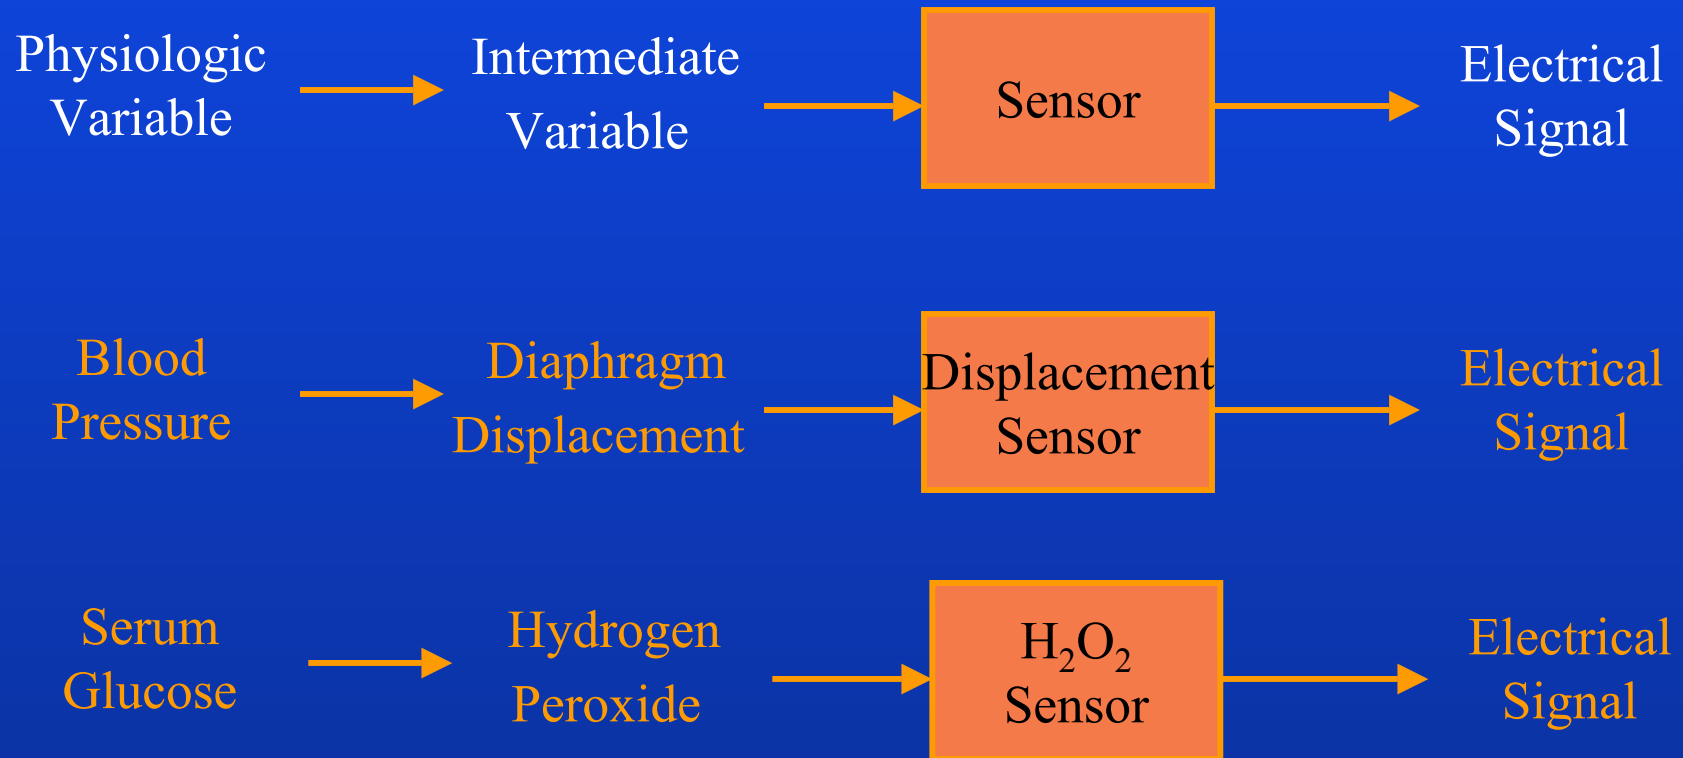 Physiologic
Variable
Intermediate
Variable
Sensor
Electrical
Signal
Blood
Pressure
Diaphragm
Displacement
Displacement
Sensor
Electrical
Signal
Serum
Glucose
Hydrogen
Peroxide
H₂O₂
Sensor
Electrical
Signal